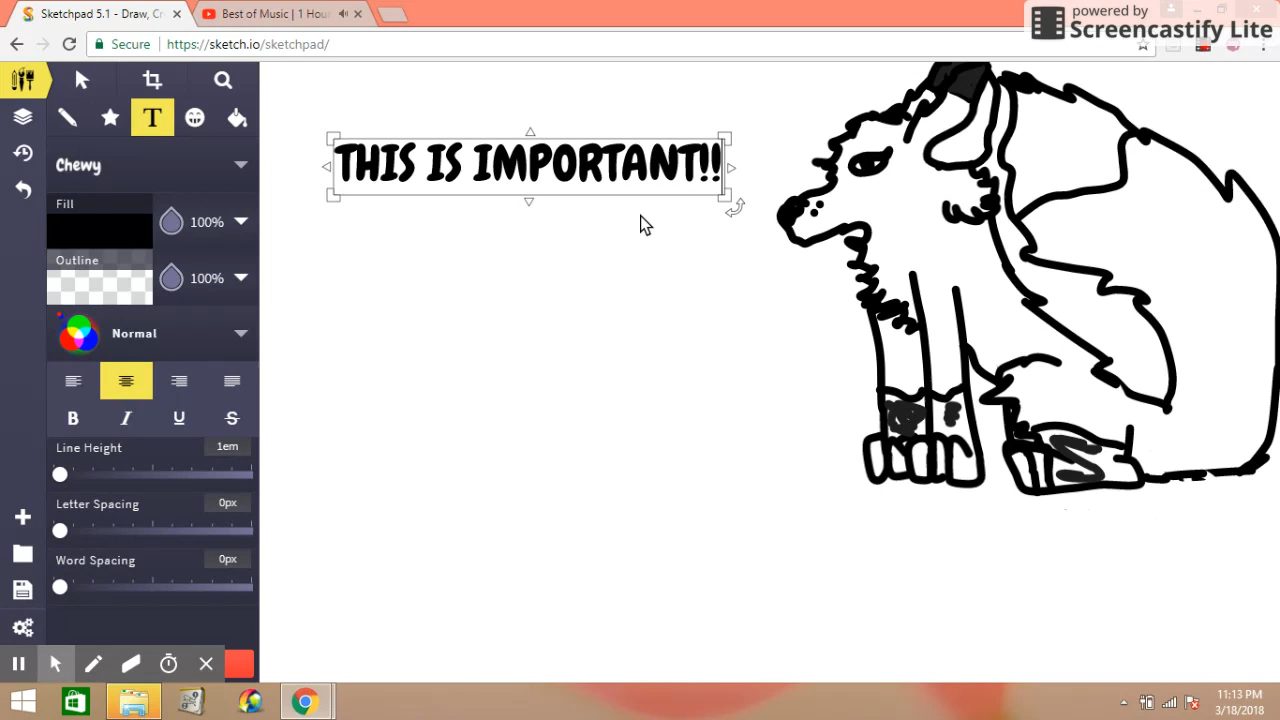 Sketchpad 5.1 - Draw, Cr
Best of Music | 1 Hour
powered by
Screencastify Lite
Secure
https://sketch.io/sketchpad/
T
Chewy
THIS IS IMPORTANT!!
Fill
100%
Outline
100%
Normal
B I U S
Line Height 1em
Letter Spacing 0px
Word Spacing 0px
11:13 PM
3/18/2018